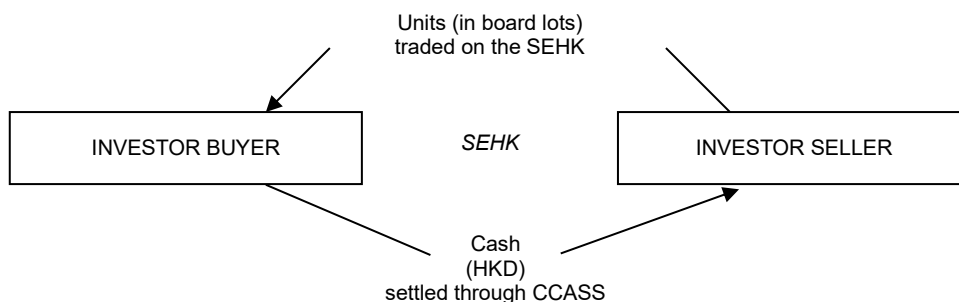 Units (in board lots)
traded on the SEHK
INVESTOR BUYER
SEHK
INVESTOR SELLER
Cash
(HKD)
settled through CCASS